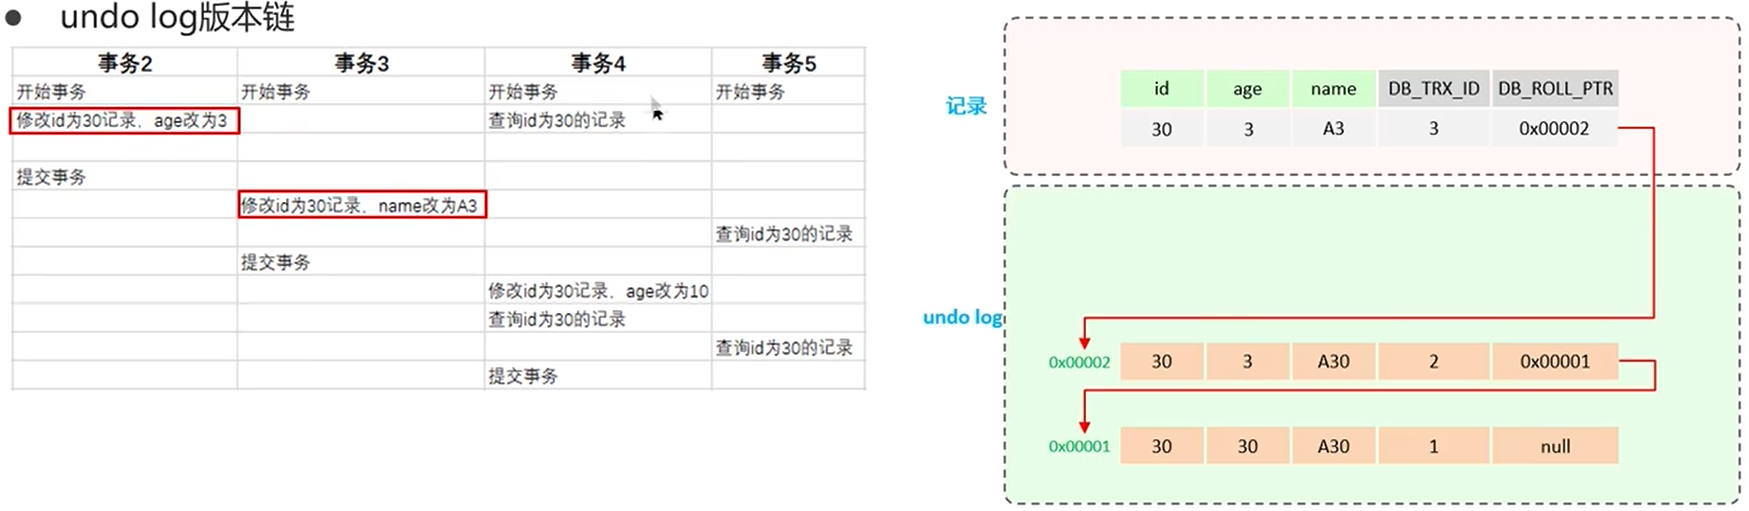 ● undo log版本链
事务2 事务3 事务4 事务5
开始事务 开始事务 开始事务 开始事务
修改id为30记录，age改为3 查询id为30的记录
提交事务
修改id为30记录，name改为A3
查询id为30的记录
提交事务
修改id为30记录，age改为10
查询id为30的记录
查询id为30的记录
提交事务
记录
id age name DB_TRX_ID DB_ROLL_PTR
30 3 A3 3 0x00002
undo log
0x00002 30 3 A30 2 0x00001
0x00001 30 30 A30 1 null